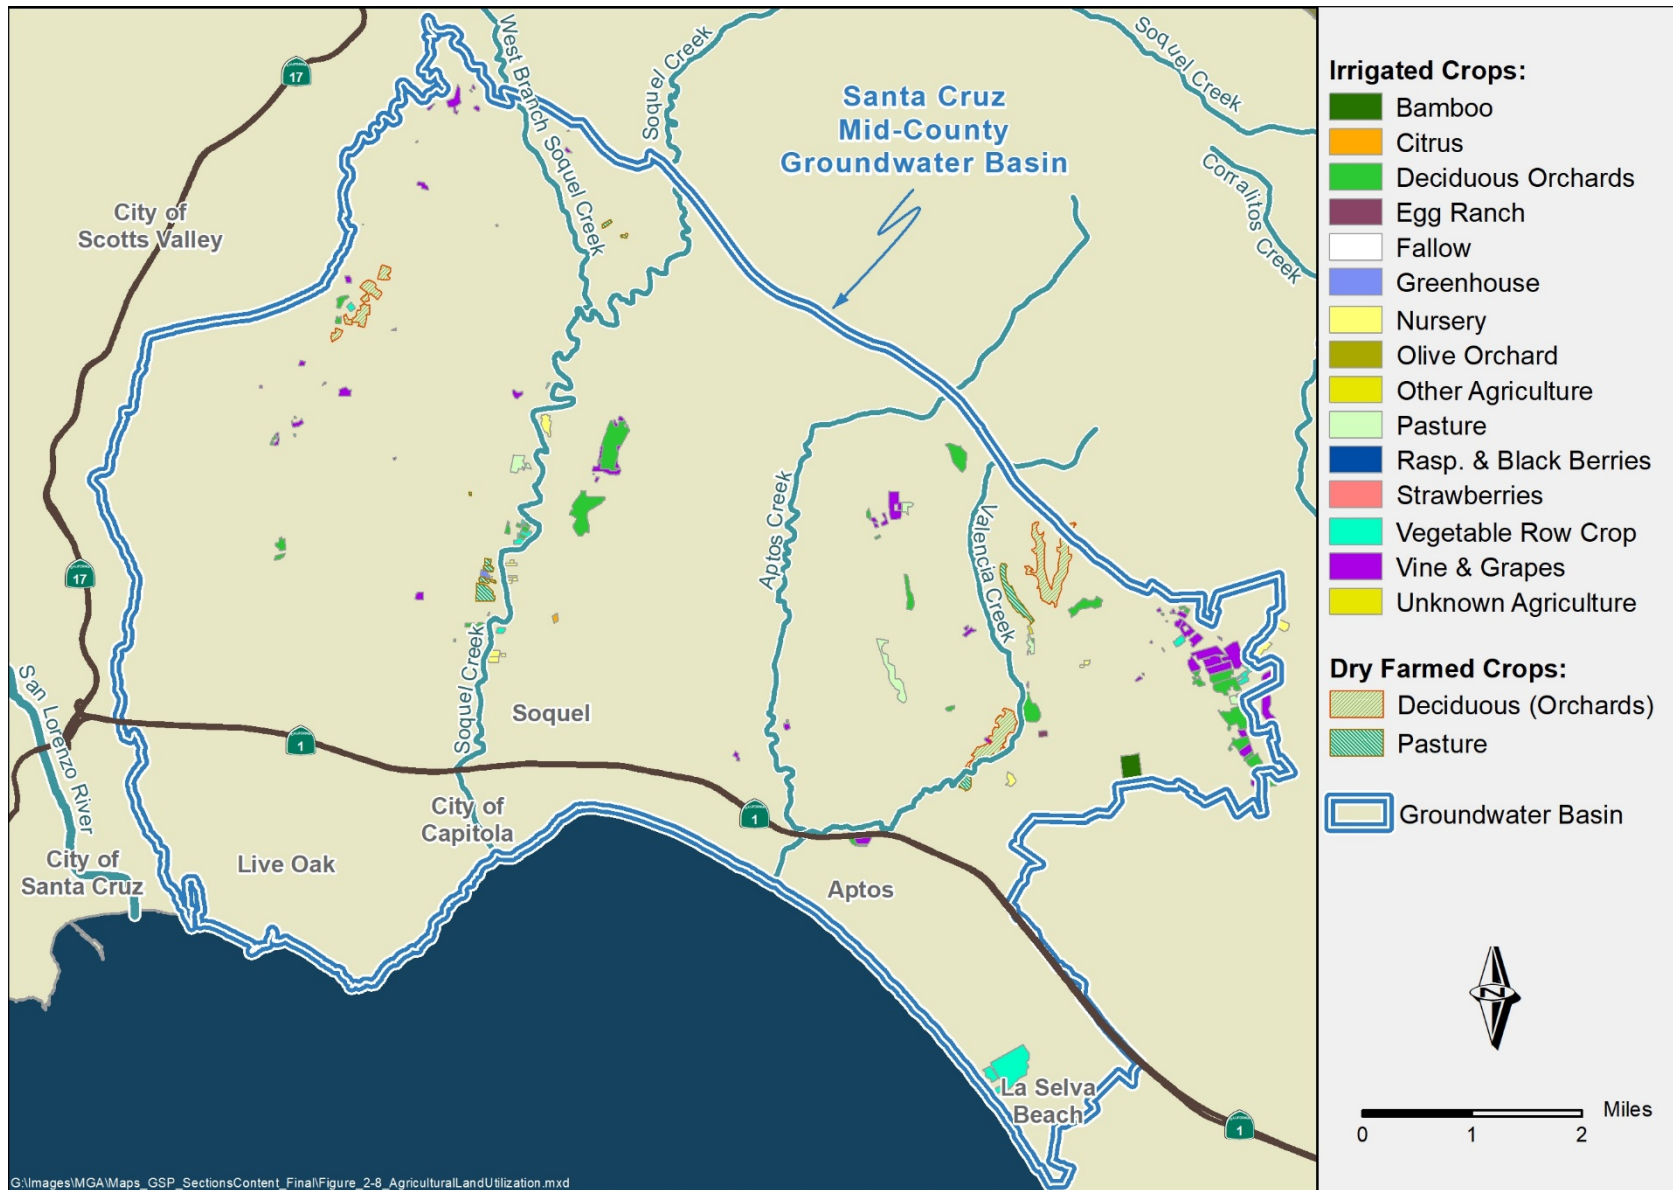 17
West Branch Soquel Creek
Soquel Creek
Soquel Creek
Corralitos Creek
Santa Cruz
Mid-County
Groundwater Basin
City of
Scotts Valley
17
Aptos Creek
Valencia Creek
Soquel Creek
San Lorenzo River
Soquel
1
City of
Capitola
1
Live Oak
City of
Santa Cruz
Aptos
La Selva
Beach
1
G:\Images\MGA\Maps_GSP_SectionsContent_Final\Figure_2-8_AgriculturalLandUtilization.mxd
Irrigated Crops:
Bamboo
Citrus
Deciduous Orchards
Egg Ranch
Fallow
Greenhouse
Nursery
Olive Orchard
Other Agriculture
Pasture
Rasp. & Black Berries
Strawberries
Vegetable Row Crop
Vine & Grapes
Unknown Agriculture
Dry Farmed Crops:
Deciduous (Orchards)
Pasture
Groundwater Basin
N
Miles
0 1 2